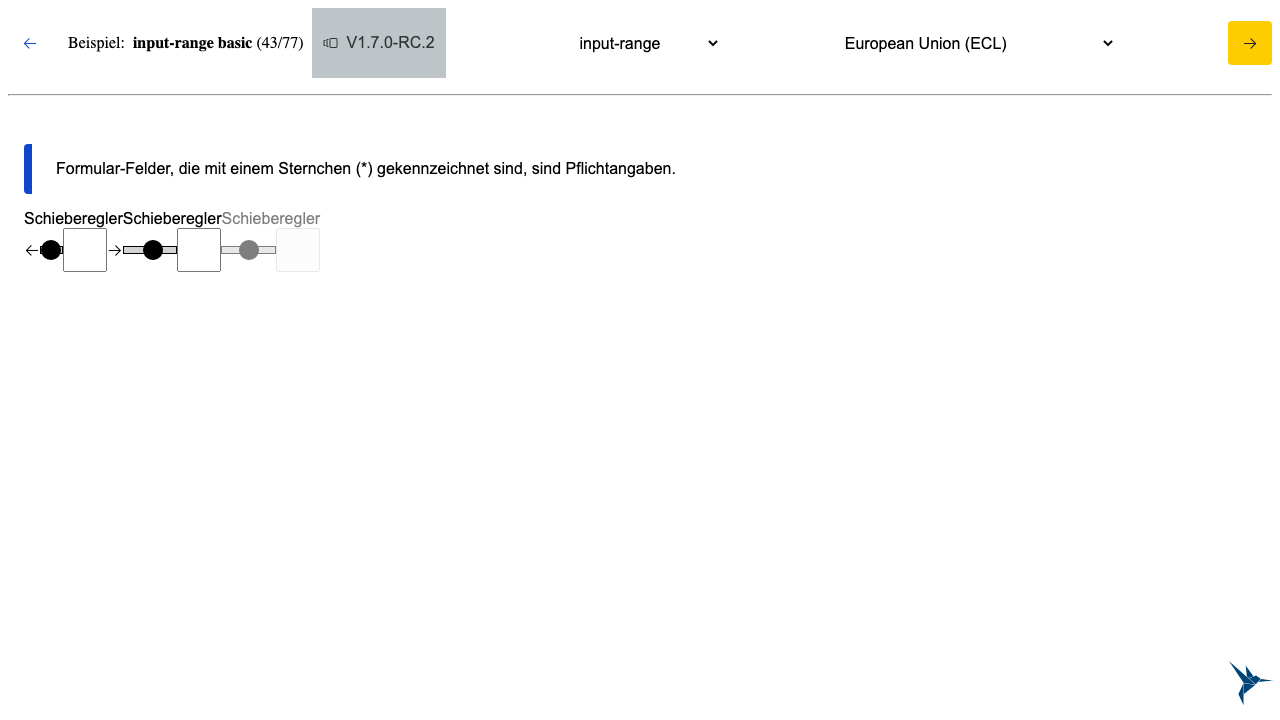 Beispiel: input-range basic (43/77) V1.7.0-RC.2 input-range European Union (ECL)
Formular-Felder, die mit einem Sternchen (*) gekennzeichnet sind, sind Pflichtangaben.
Schieberegler Schieberegler Schieberegler